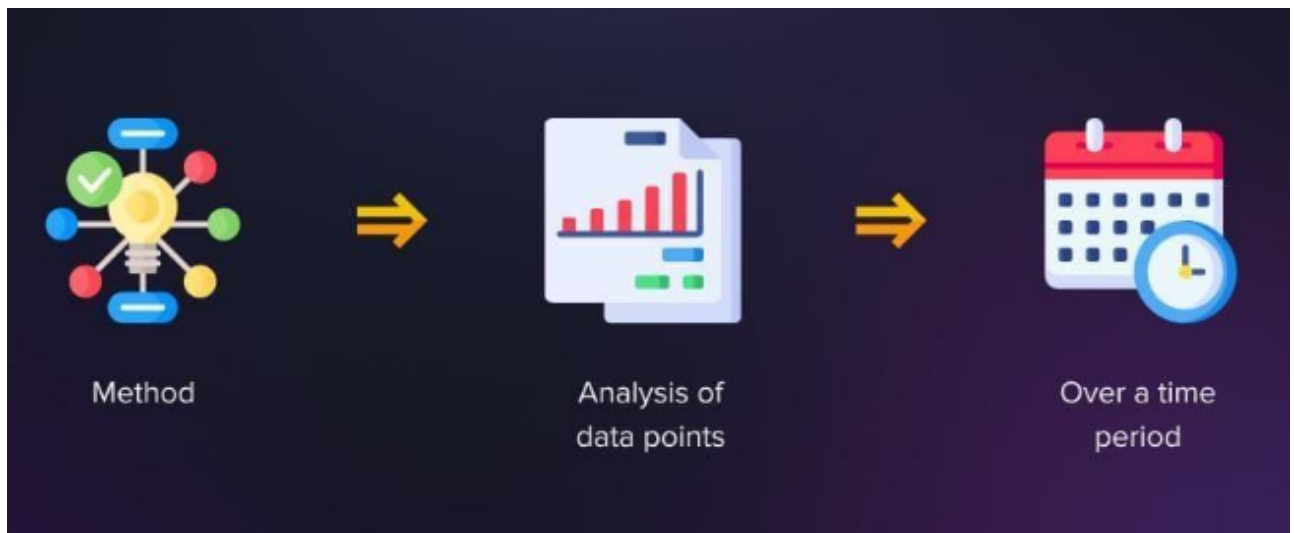 Method
Analysis of
data points
Over a time
period